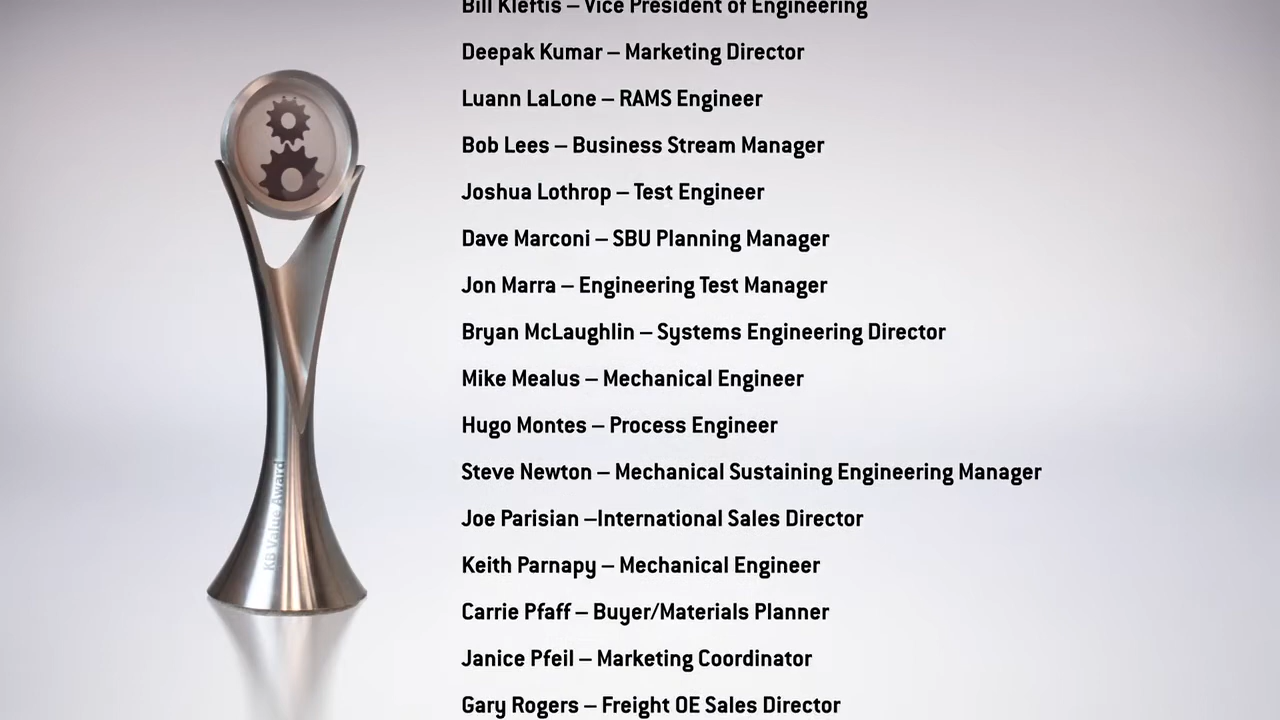 Bill Kleftis – Vice President of Engineering
Deepak Kumar – Marketing Director
Luann LaLone – RAMS Engineer
Bob Lees – Business Stream Manager
Joshua Lothrop – Test Engineer
Dave Marconi – SBU Planning Manager
Jon Marra – Engineering Test Manager
Bryan McLaughlin – Systems Engineering Director
Mike Mealus – Mechanical Engineer
Hugo Montes – Process Engineer
Steve Newton – Mechanical Sustaining Engineering Manager
Joe Parisian –International Sales Director
Keith Parnapy – Mechanical Engineer
Carrie Pfaff – Buyer/Materials Planner
Janice Pfeil – Marketing Coordinator
Gary Rogers – Freight OE Sales Director
KB Value Award